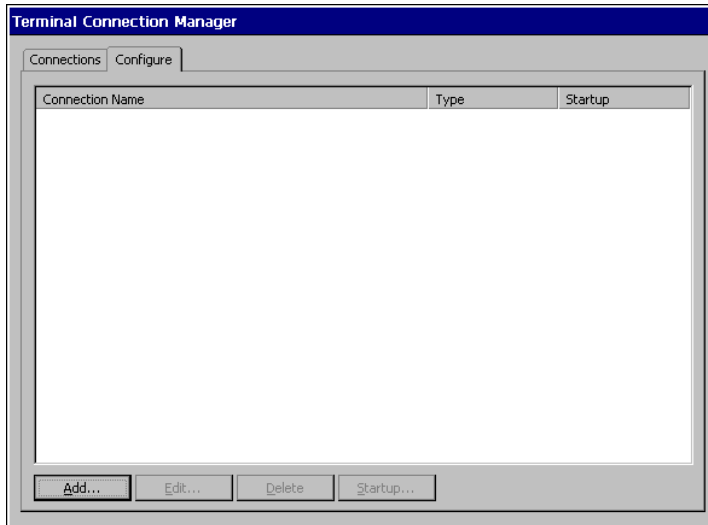 Terminal Connection Manager
Connections Configure
Connection Name Type Startup
Add... Edit... Delete Startup...